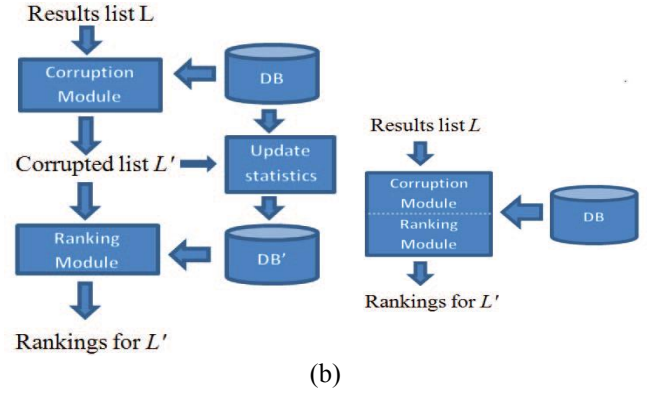 Results list L
Corruption
Module
DB
Corrupted list L'
Update
statistics
Ranking
Module
DB'
Rankings for L'
Results list L
Corruption
Module
Ranking
Module
DB
Rankings for L'
(b)